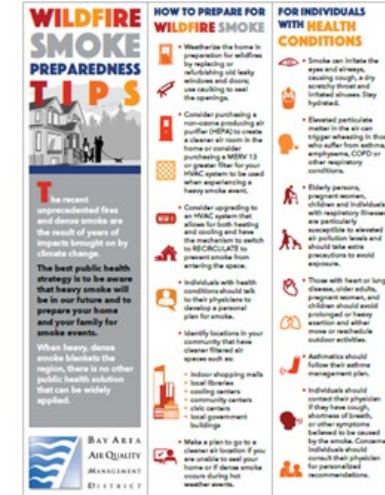 WILDFIRE
SMOKE
PREPAREDNESS
TIPS
The recent
unprecedented fires
and dense smoke are
the result of years of
impacts brought on by
climate change.
The best public health
strategy is to be aware
that heavy smoke will
be in our future and to
prepare your home
and your family for
smoke events.
When heavy, dense
smoke blankets the
region, there is no other
public health solution
that can be widely
applied.
BAY AREA
AIR QUALITY
MANAGEMENT
DISTRICT
HOW TO PREPARE FOR
WILDFIRE SMOKE
• Weatherize the home in
preparation for wildfires
by replacing or
refurbishing old leaky
windows and doors;
use caulking to seal
the openings.
• Consider purchasing a
non-ozone producing air
purifier (HEPA) to create
a cleaner air room in the
home or consider
purchasing a MERV 13
or greater filter for your
HVAC system to be
used when experiencing a
heavy smoke event.
• Consider upgrading to
an HVAC system that
allows for both heating
and cooling and have
the mechanism to switch
to RECIRCULATE to
prevent smoke from
entering the space.
• Individuals with health
conditions should talk
to their physicians to
develop a personal
plan for smoke.
• Identify locations in your
community that have
cleaner filtered air
spaces such as:
• indoor shopping malls
• local libraries
• cooling centers
• community centers
• civic centers
• local government
buildings
• Make a plan to go to a
cleaner air location if you
are unable to seal your
home or if dense smoke
occurs during hot
weather events.
FOR INDIVIDUALS
WITH HEALTH
CONDITIONS
• Smoke can irritate the
eyes and airways,
causing cough, a dry
scratchy throat and
irritated sinuses. Stay
hydrated.
• Elevated particulate
matter in the air can
trigger wheezing in those
who suffer from asthma,
emphysema, COPD or
other respiratory
conditions.
• Elderly persons,
pregnant women,
children and individuals
with respiratory illnesses
are particularly
susceptible to elevated
air pollution levels and
should take extra
precautions to avoid
exposure.
• Those with heart or lung
disease, older adults,
pregnant women, and
children should avoid
prolonged or heavy
exertion and either
move or reschedule
outdoor activities.
• Asthmatics should
follow their asthma
management plan.
• Individuals should
contact their physician
if they have cough,
shortness of breath,
or other symptoms
believed to be caused
by the smoke. Concerned
individuals should
consult their physician
for personalized
recommendations.